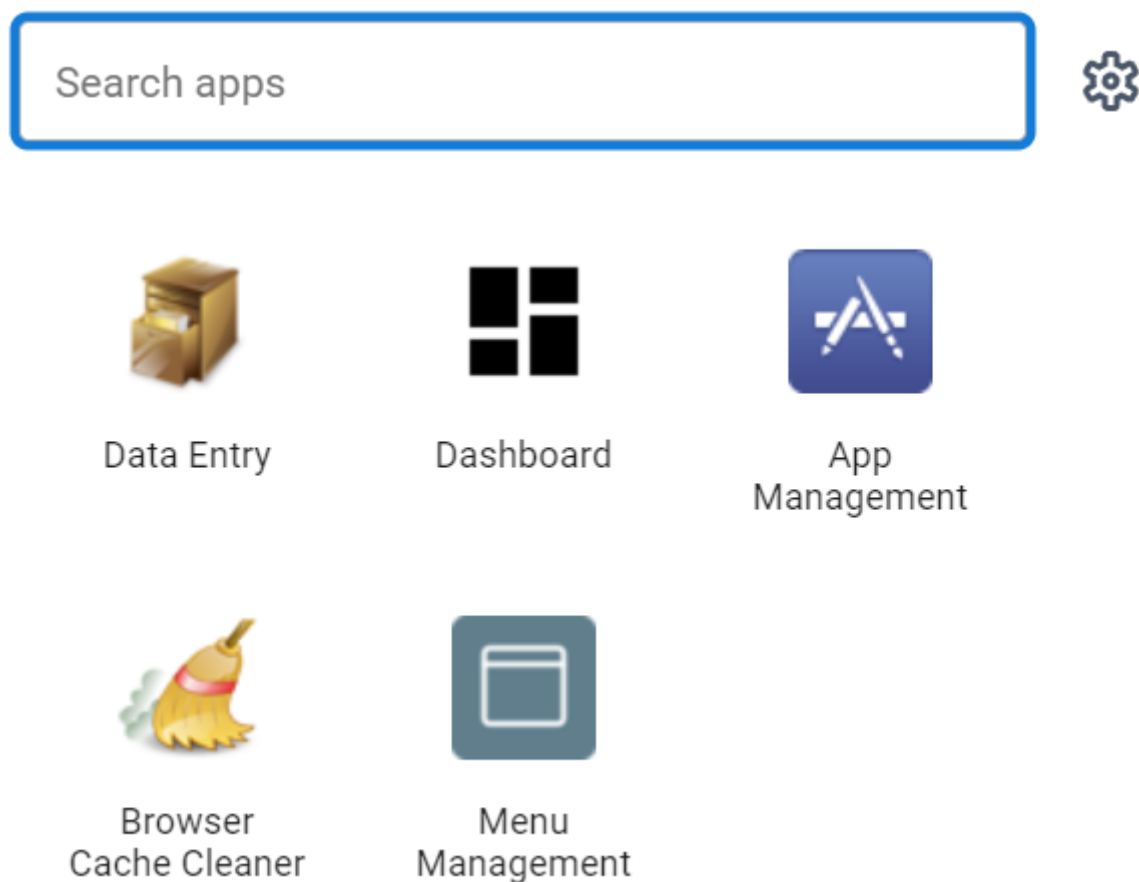 Search apps
Data Entry
Dashboard
App
Management
Browser
Cache Cleaner
Menu
Management